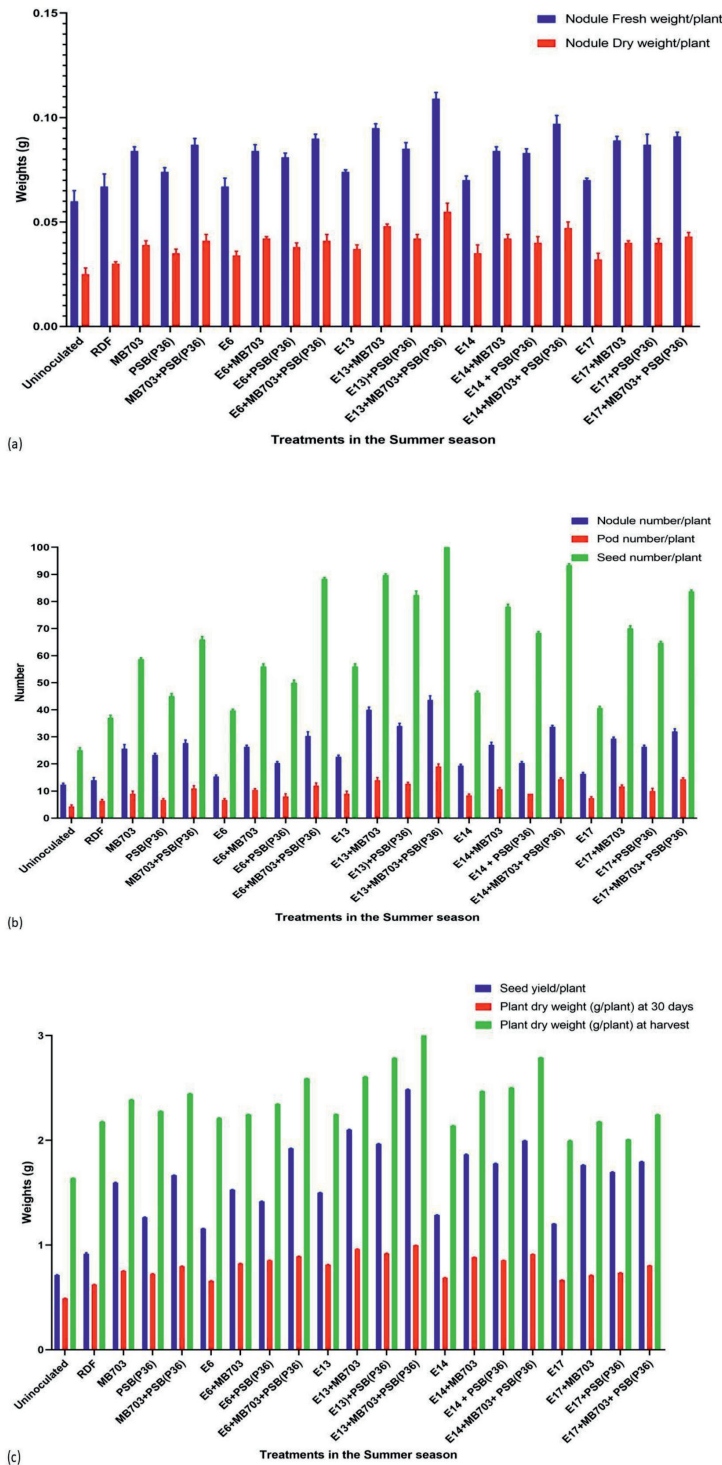 Nodule Fresh weight/plant
Nodule Dry weight/plant
0.15
0.10
0.05
0.00
Weights (g)
Uninoculated
RDF
MB703
PSB(P36)
MB703+PSB(P36)
E6
E6+MB703
E6+PSB(P36)
E6+MB703+PSB(P36)
E13
E13+MB703
E13)+PSB(P36)
E13+MB703+PSB(P36)
E14
E14+MB703
E14 + PSB(P36)
E14+MB703+ PSB(P36)
E17
E17+MB703
E17+PSB(P36)
E17+MB703+ PSB(P36)
Treatments in the Summer season
(a)
Nodule number/plant
Pod number/plant
Seed number/plant
100
90
80
70
60
50
40
30
20
10
0
Number
Uninoculated
RDF
MB703
PSB(P36)
MB703+PSB(P36)
E6
E6+MB703
E6+PSB(P36)
E6+MB703+PSB(P36)
E13
E13+MB703
E13)+PSB(P36)
E13+MB703+PSB(P36)
E14
E14+MB703
E14 + PSB(P36)
E14+MB703+ PSB(P36)
E17
E17+MB703
E17+PSB(P36)
E17+MB703+ PSB(P36)
Treatments in the Summer season
(b)
Seed yield/plant
Plant dry weight (g/plant) at 30 days
Plant dry weight (g/plant) at harvest
3
2
1
0
Weights (g)
Uninoculated
RDF
MB703
PSB(P36)
MB703+PSB(P36)
E6
E6+MB703
E6+PSB(P36)
E6+MB703+PSB(P36)
E13
E13+MB703
E13)+PSB(P36)
E13+MB703+PSB(P36)
E14
E14+MB703
E14 + PSB(P36)
E14+MB703+ PSB(P36)
E17
E17+MB703
E17+PSB(P36)
E17+MB703+ PSB(P36)
Treatments in the Summer season
(c)